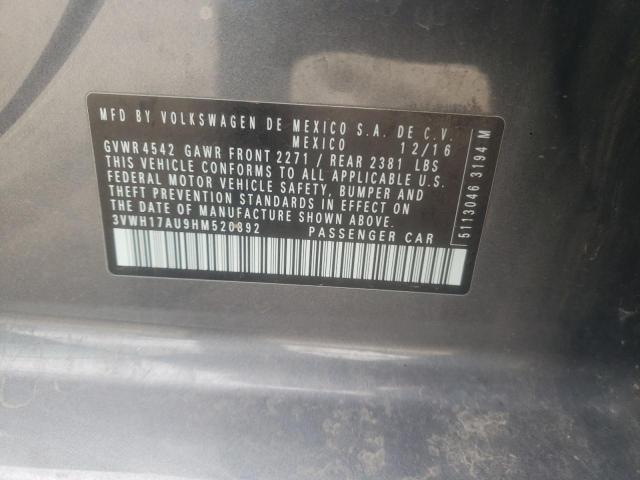 MFD BY VOLKSWAGEN DE MEXICO S.A. DE C.V.
MEXICO 12/16
GVWR 4542 GAWR FRONT 2271 / REAR 2381 LBS
THIS VEHICLE CONFORMS TO ALL APPLICABLE U.S.
FEDERAL MOTOR VEHICLE SAFETY, BUMPER AND
THEFT PREVENTION STANDARDS IN EFFECT ON
THE DATE OF MANUFACTURE SHOWN ABOVE.
3VWH17AU9HM520892 PASSENGER CAR
5113046 3194 M